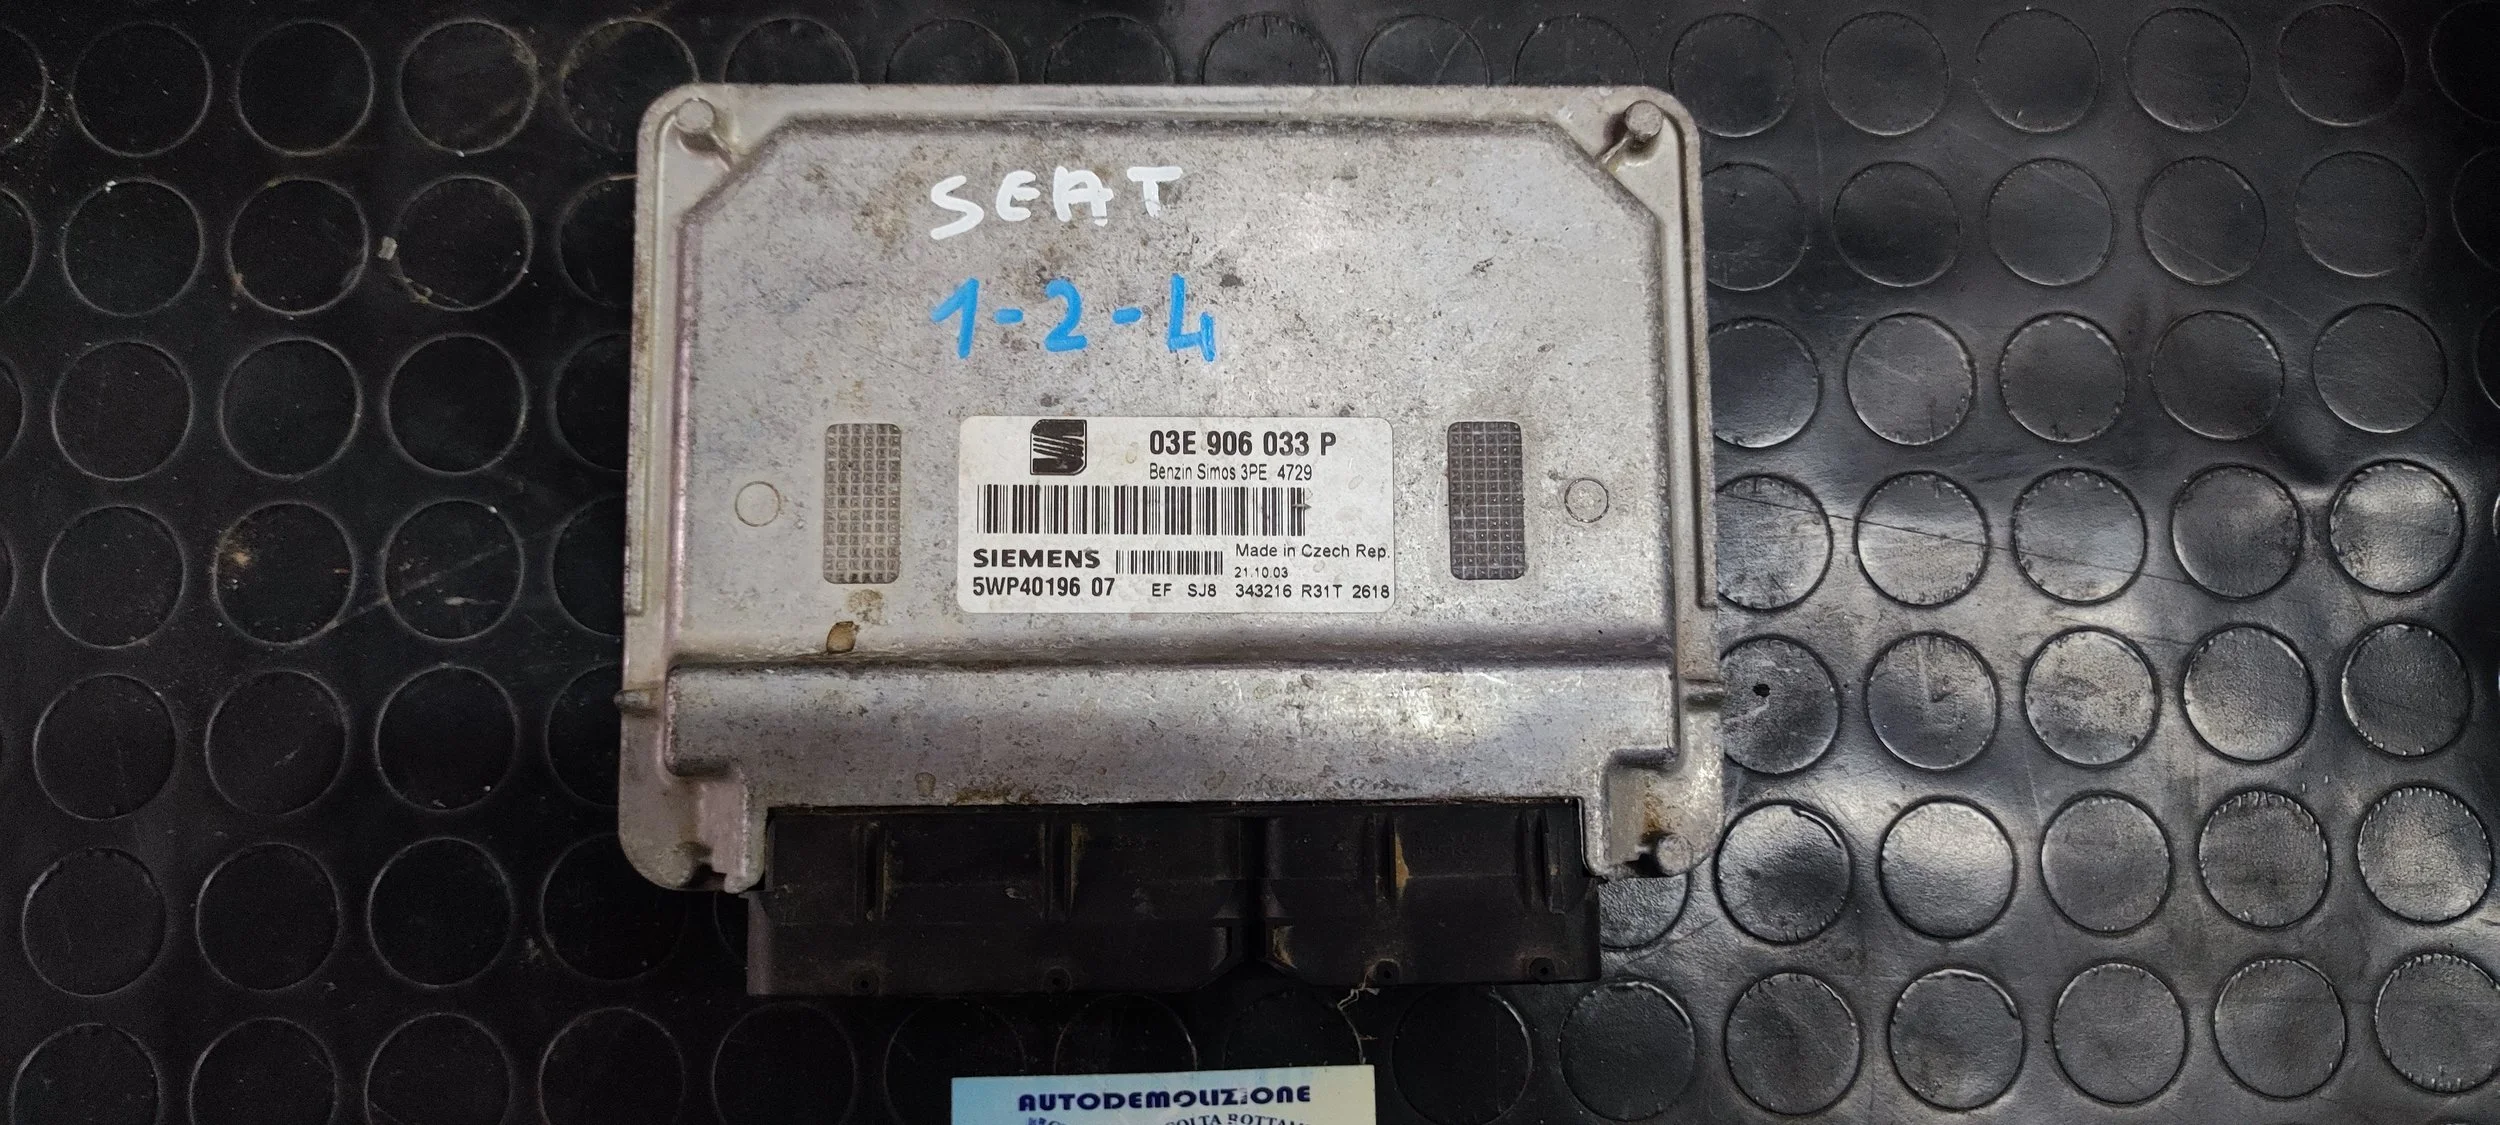 SEAT
1-2-4
03E 906 033 P
Benzin Simos 3PE 4729
SIEMENS
Made in Czech Rep.
21.10.03
5WP40196 07
EF SJ8 343216 R31T 2618
AUTODEMOLIZIONE